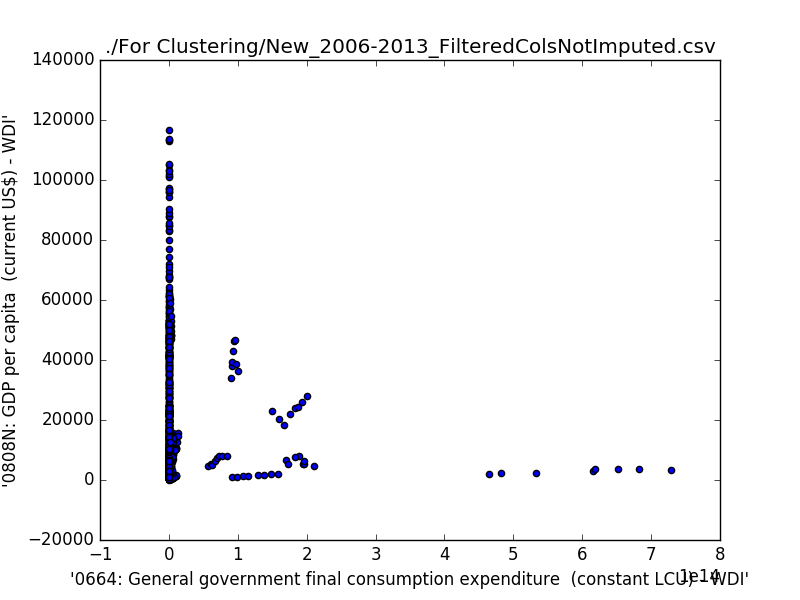 ./For Clustering/New_2006-2013_FilteredColsNotImputed.csv
140000
120000
100000
80000
60000
40000
20000
0
−20000
'0808N: GDP per capita  (current US$) - WDI'
−1 0 1 2 3 4 5 6 7 8
1e14
'0664: General government final consumption expenditure  (constant LCU) - WDI'